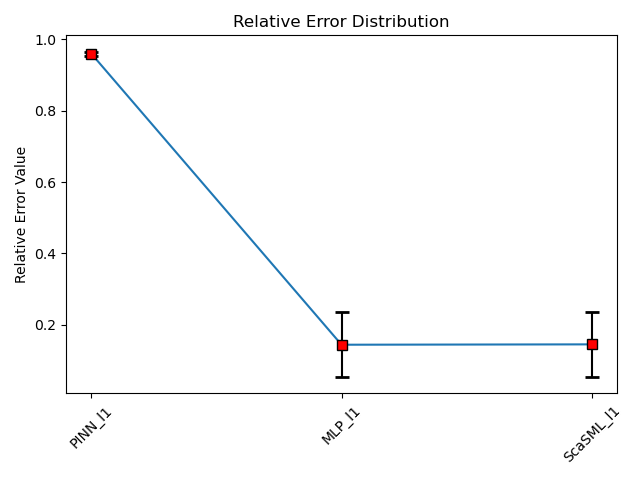 Relative Error Distribution
Relative Error Value
1.0
0.8
0.6
0.4
0.2
PINN_l1
MLP_l1
ScaSML_l1